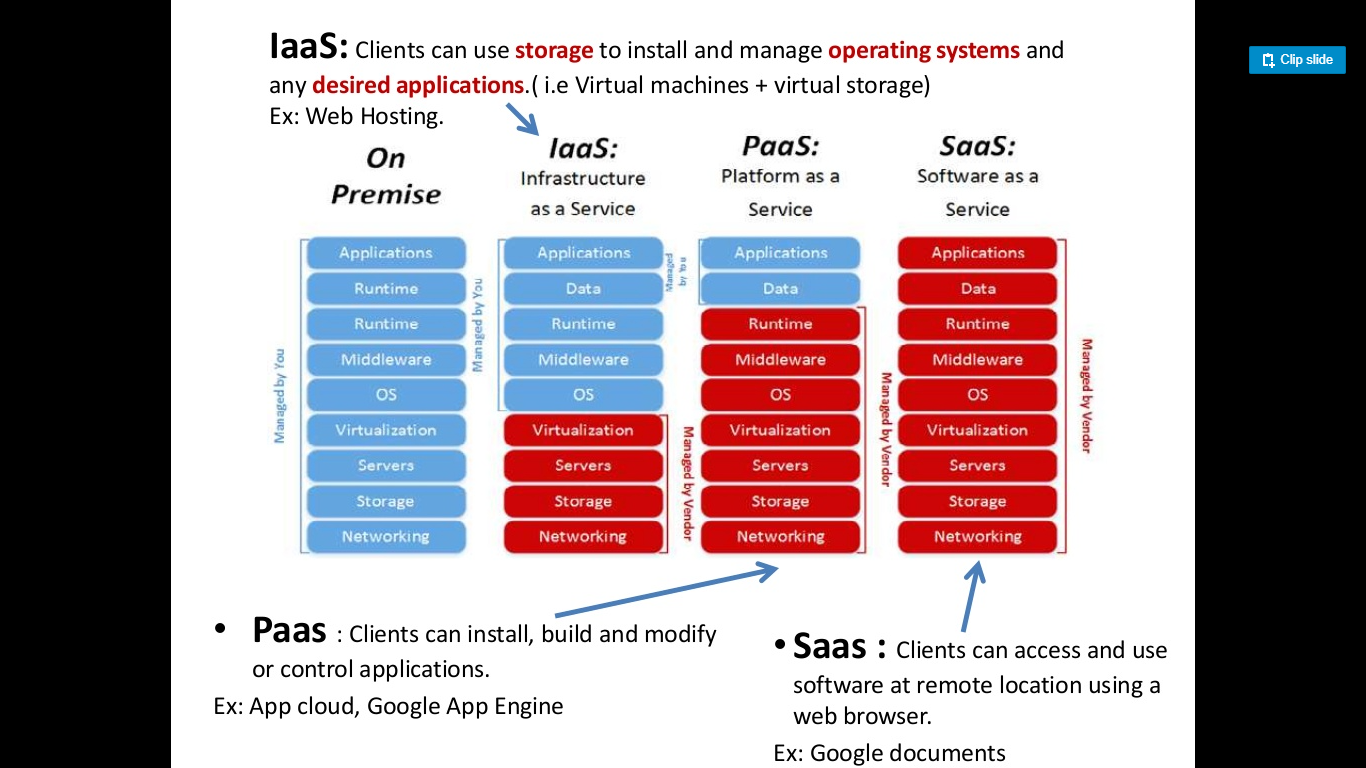 IaaS: Clients can use storage to install and manage operating systems and
any desired applications.( i.e Virtual machines + virtual storage)
Ex: Web Hosting.
Clip slide
On
Premise
Applications
Runtime
Runtime
Middleware
OS
Virtualization
Servers
Storage
Networking
Managed by You
IaaS:
Infrastructure
as a Service
Applications
Data
Runtime
Middleware
OS
Virtualization
Servers
Storage
Networking
Managed by You
Managed by Vendor
PaaS:
Platform as a
Service
Applications
Data
Runtime
Middleware
OS
Virtualization
Servers
Storage
Networking
Managed
by You
Managed by Vendor
SaaS:
Software as a
Service
Applications
Data
Runtime
Middleware
OS
Virtualization
Servers
Storage
Networking
Managed by Vendor
• Paas : Clients can install, build and modify
or control applications.
Ex: App cloud, Google App Engine
• Saas : Clients can access and use
software at remote location using a
web browser.
Ex: Google documents